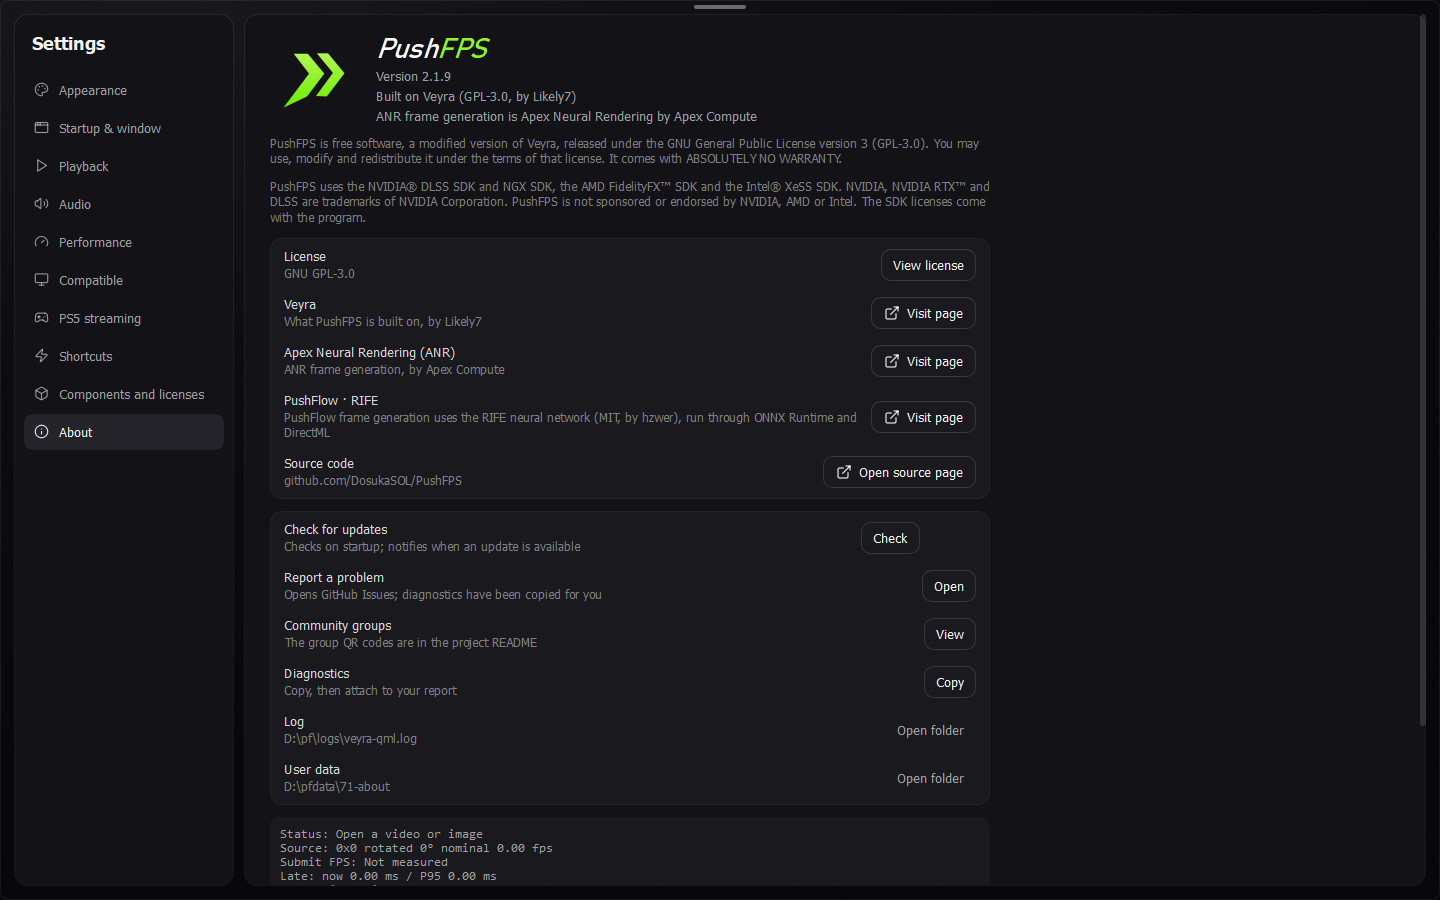 Settings
Appearance
Startup & window
Playback
Audio
Performance
Compatible
PS5 streaming
Shortcuts
Components and licenses
About
PushFPS
Version 2.1.9
Built on Veyra (GPL-3.0, by Likely7)
ANR frame generation is Apex Neural Rendering by Apex Compute
PushFPS is free software, a modified version of Veyra, released under the GNU General Public License version 3 (GPL-3.0). You may
use, modify and redistribute it under the terms of that license. It comes with ABSOLUTELY NO WARRANTY.
PushFPS uses the NVIDIA® DLSS SDK and NGX SDK, the AMD FidelityFX™ SDK and the Intel® XeSS SDK. NVIDIA, NVIDIA RTX™ and
DLSS are trademarks of NVIDIA Corporation. PushFPS is not sponsored or endorsed by NVIDIA, AMD or Intel. The SDK licenses come
with the program.
License
GNU GPL-3.0
View license
Veyra
What PushFPS is built on, by Likely7
Visit page
Apex Neural Rendering (ANR)
ANR frame generation, by Apex Compute
Visit page
PushFlow · RIFE
PushFlow frame generation uses the RIFE neural network (MIT, by hzwer), run through ONNX Runtime and
DirectML
Visit page
Source code
github.com/DosukaSOL/PushFPS
Open source page
Check for updates
Checks on startup; notifies when an update is available
Check
Report a problem
Opens GitHub Issues; diagnostics have been copied for you
Open
Community groups
The group QR codes are in the project README
View
Diagnostics
Copy, then attach to your report
Copy
Log
D:\pf\logs\veyra-qml.log
Open folder
User data
D:\pfdata\71-about
Open folder
Status: Open a video or image
Source: 0x0 rotated 0° nominal 0.00 fps
Submit FPS: Not measured
Late: now 0.00 ms / P95 0.00 ms